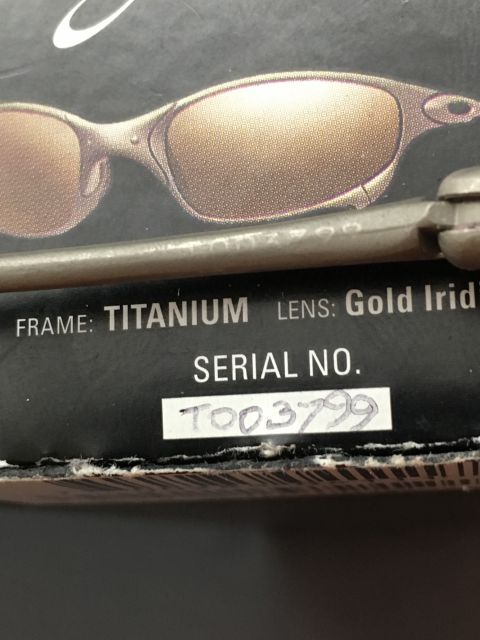 FRAME: TITANIUM LENS: Gold Irid
SERIAL NO.
T003799